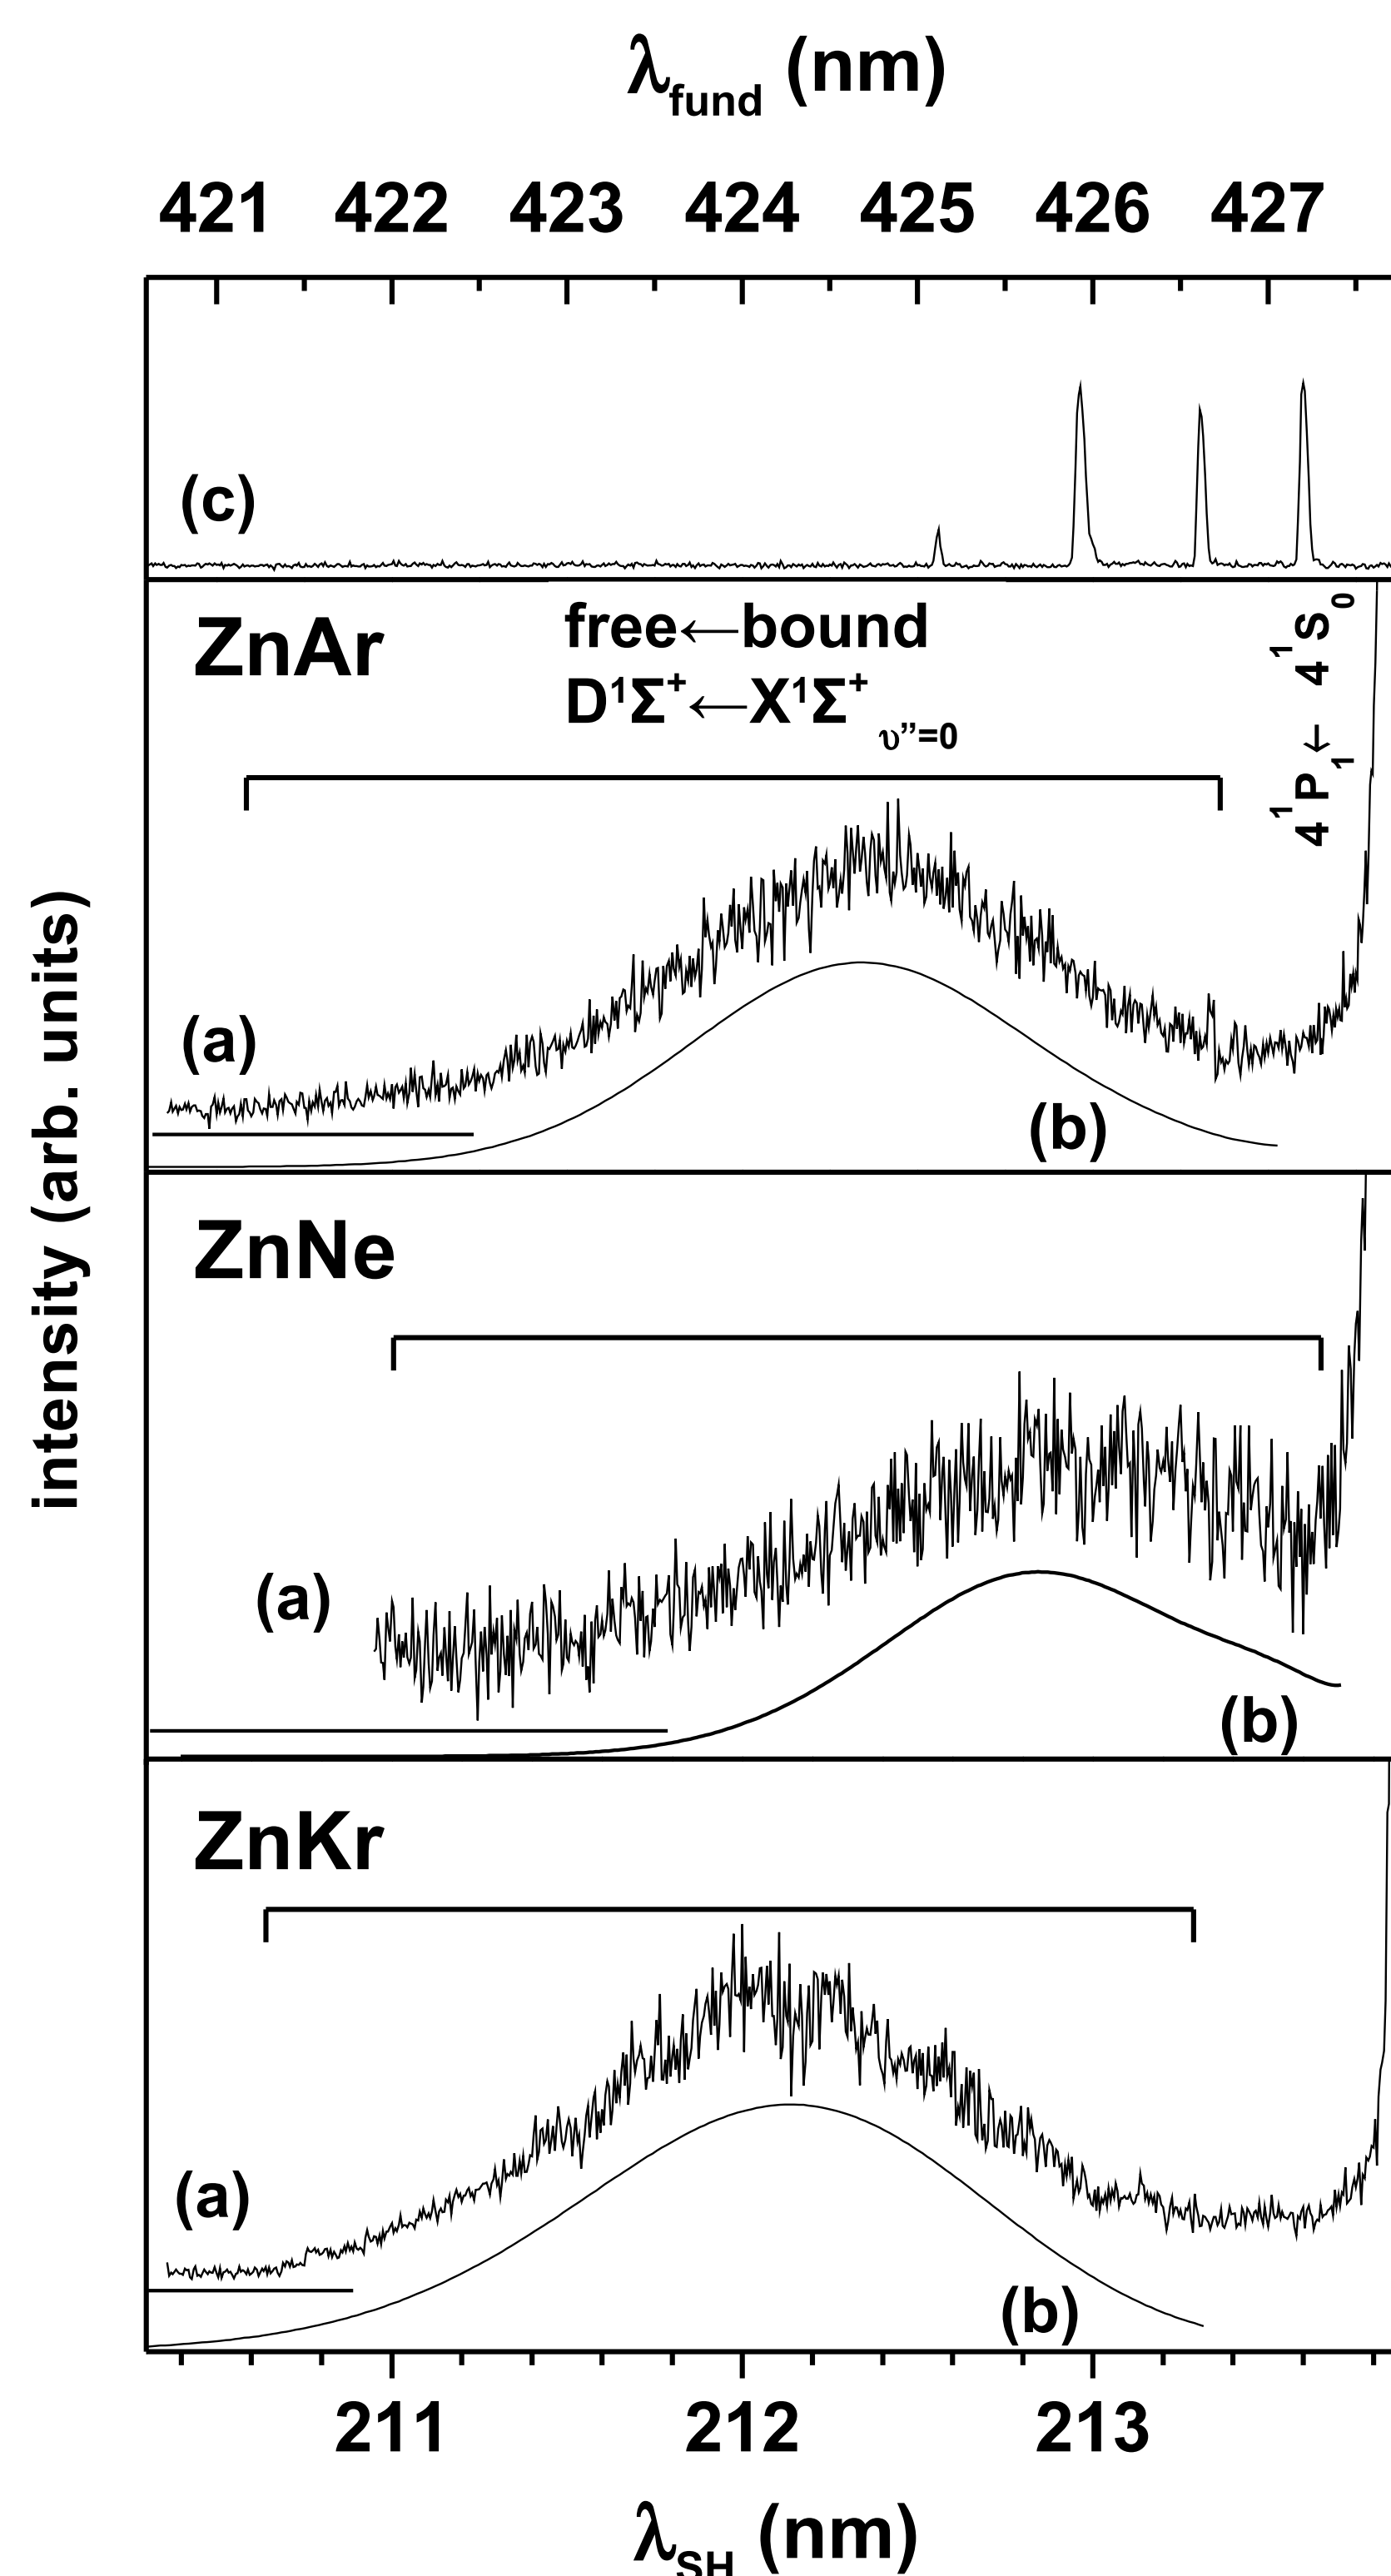 λfund (nm)
421 422 423 424 425 426 427
(c)
ZnAr
free←bound
D¹Σ⁺←X¹Σ⁺ υ”=0
4¹P₁← 4¹S₀
(a)
(b)
intensity (arb. units)
ZnNe
(a)
(b)
ZnKr
(a)
(b)
211 212 213
λSH (nm)